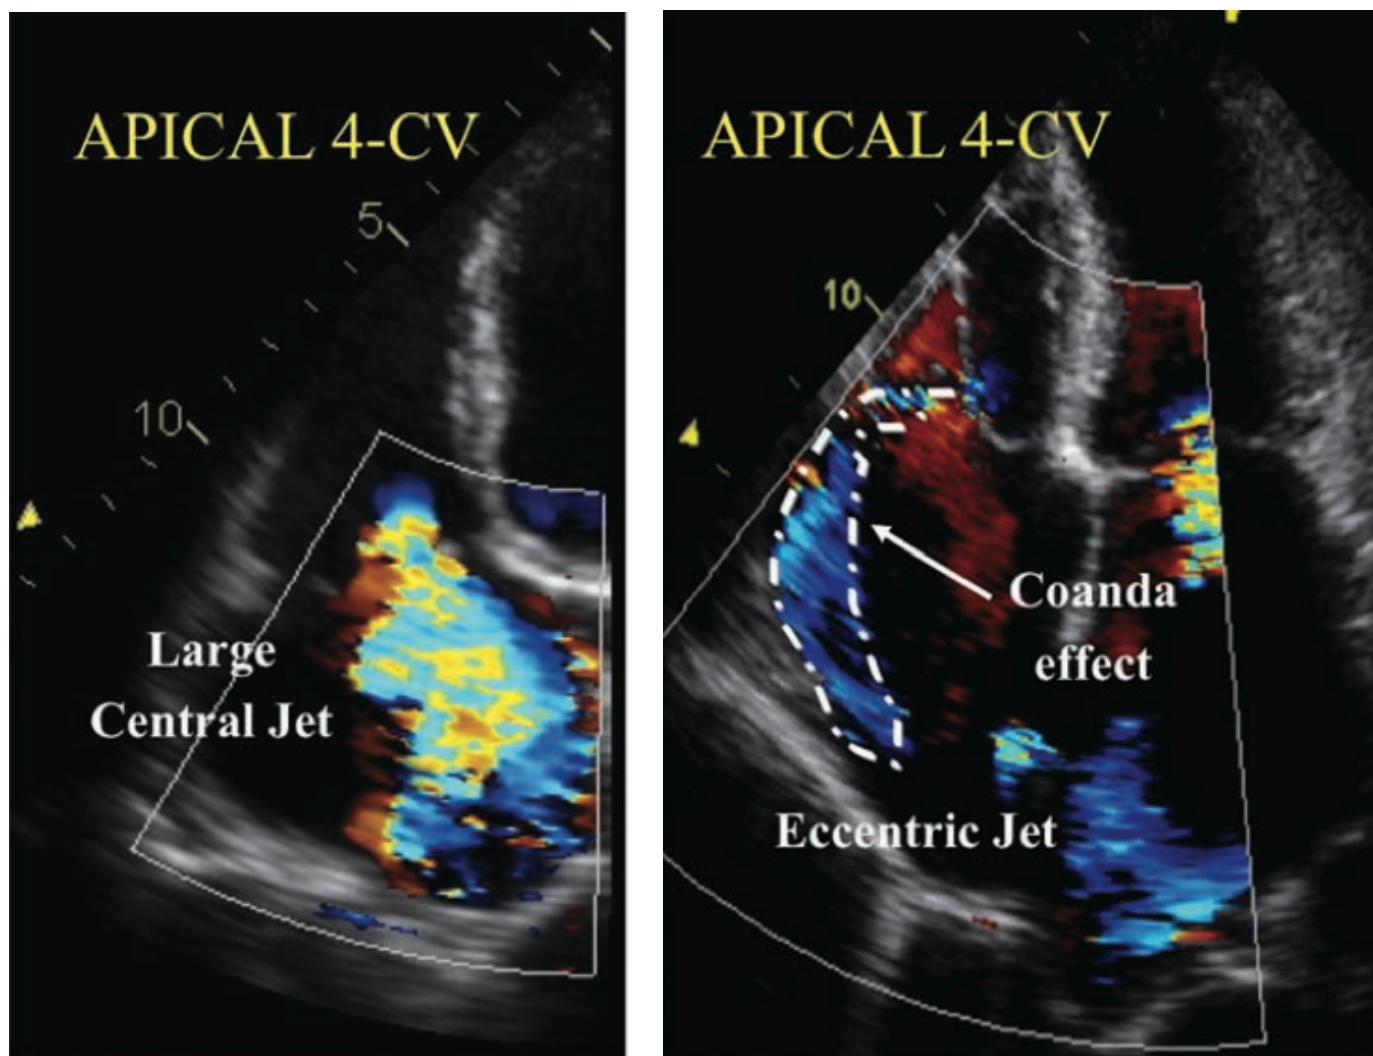 APICAL 4-CV
5
10
Large
Central Jet
APICAL 4-CV
10
Coanda
effect
Eccentric Jet